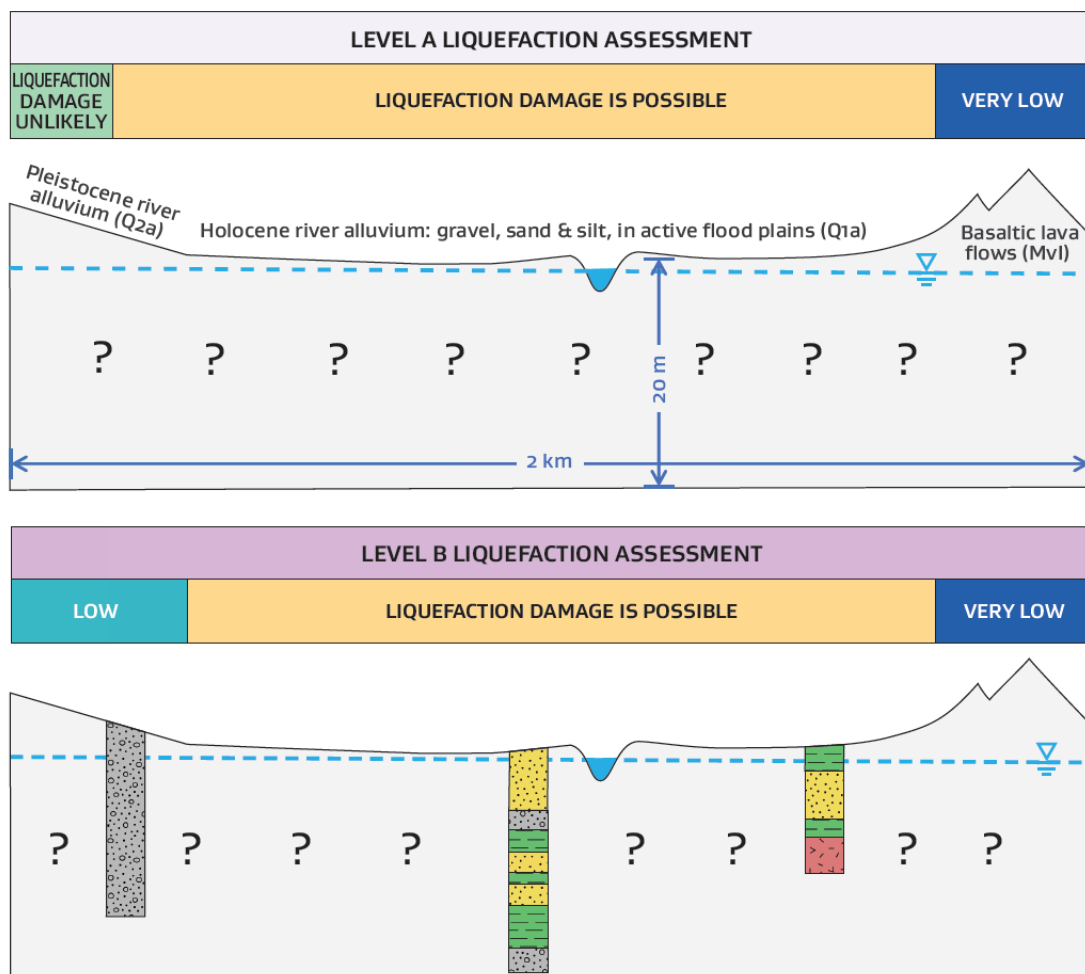 LEVEL A LIQUEFACTION ASSESSMENT
LIQUEFACTION
DAMAGE
UNLIKELY
LIQUEFACTION DAMAGE IS POSSIBLE
VERY LOW
Pleistocene river
alluvium (Q2a)
Holocene river alluvium: gravel, sand & silt, in active flood plains (Q1a)
Basaltic lava
flows (Mvl)
? ? ? ? ? ? ? ? ?
20 m
2 km
LEVEL B LIQUEFACTION ASSESSMENT
LOW
LIQUEFACTION DAMAGE IS POSSIBLE
VERY LOW
? ? ? ? ? ? ? ?